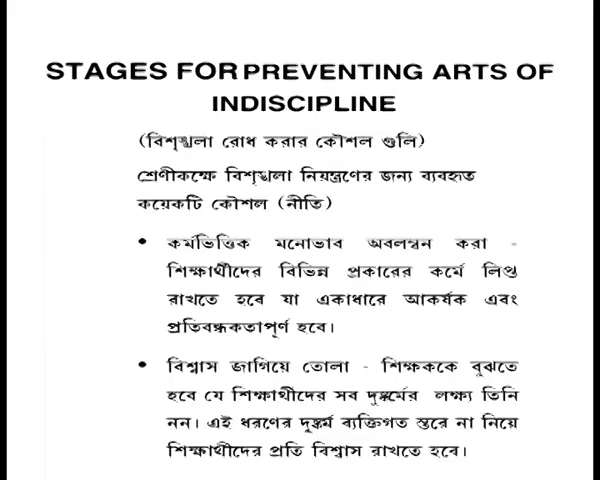 STAGES FOR PREVENTING ARTS OF
INDISCIPLINE
(বিশৃঙ্খলা রোধ করার কৌশল গুলি)
শ্রেণীকক্ষে বিশৃঙ্খলা নিয়ন্ত্রণের জন্য ব্যবহৃত
কয়েকটি কৌশল (নীতি)
• কর্মভিত্তিক মনোভাব অবলম্বন করা -
শিক্ষার্থীদের বিভিন্ন প্রকারের কর্মে লিপ্ত
রাখতে হবে যা একাধারে আকর্ষক এবং
প্রতিবন্ধকতাপূর্ণ হবে।
• বিশ্বাস জাগিয়ে তোলা - শিক্ষককে বুঝতে
হবে যে শিক্ষার্থীদের সব দুষ্কর্মের লক্ষ্য তিনি
নন। এই ধরণের দুষ্কর্ম ব্যক্তিগত স্তরে না নিয়ে
শিক্ষার্থীদের প্রতি বিশ্বাস রাখতে হবে।